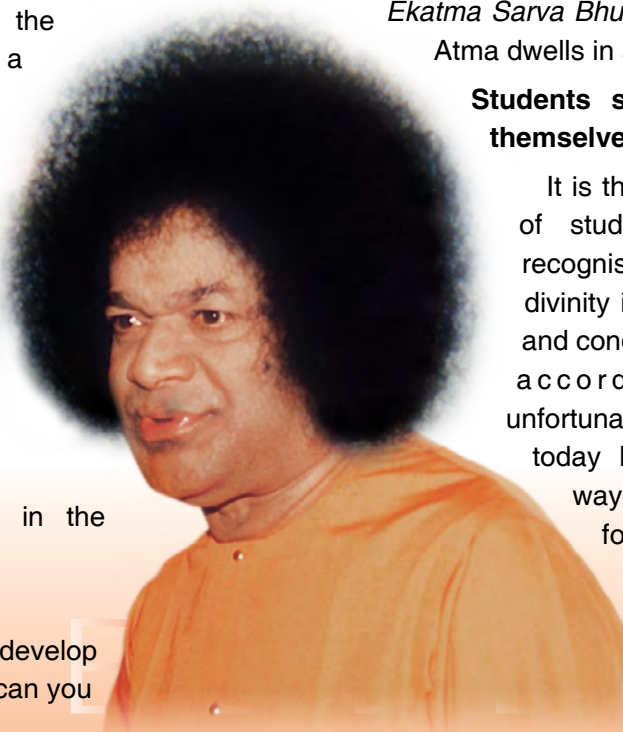 the
a
in the
develop
can you
Ekatma Sarva
Atma dwells in
Students
themselve
It is th
of stud
recognis
divinity i
and conc
accord
unfortuna
today
way
fo